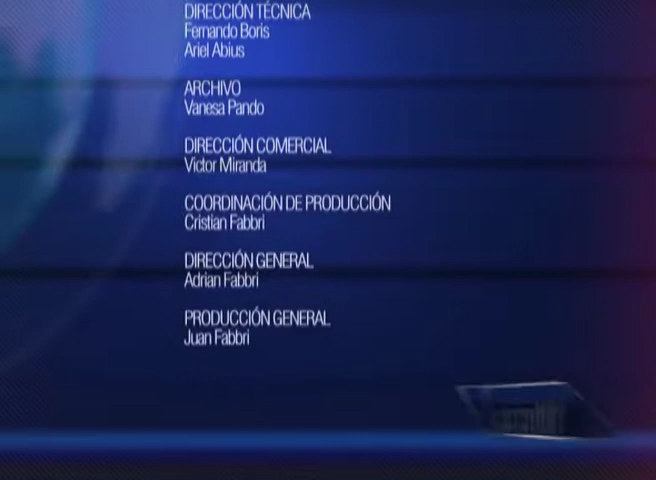 DIRECCIÓN TÉCNICA
Fernando Boris
Ariel Abius
ARCHIVO
Vanesa Pando
DIRECCIÓN COMERCIAL
Victor Miranda
COORDINACIÓN DE PRODUCCIÓN
Cristian Fabbri
DIRECCIÓN GENERAL
Adrian Fabbri
PRODUCCIÓN GENERAL
Juan Fabbri